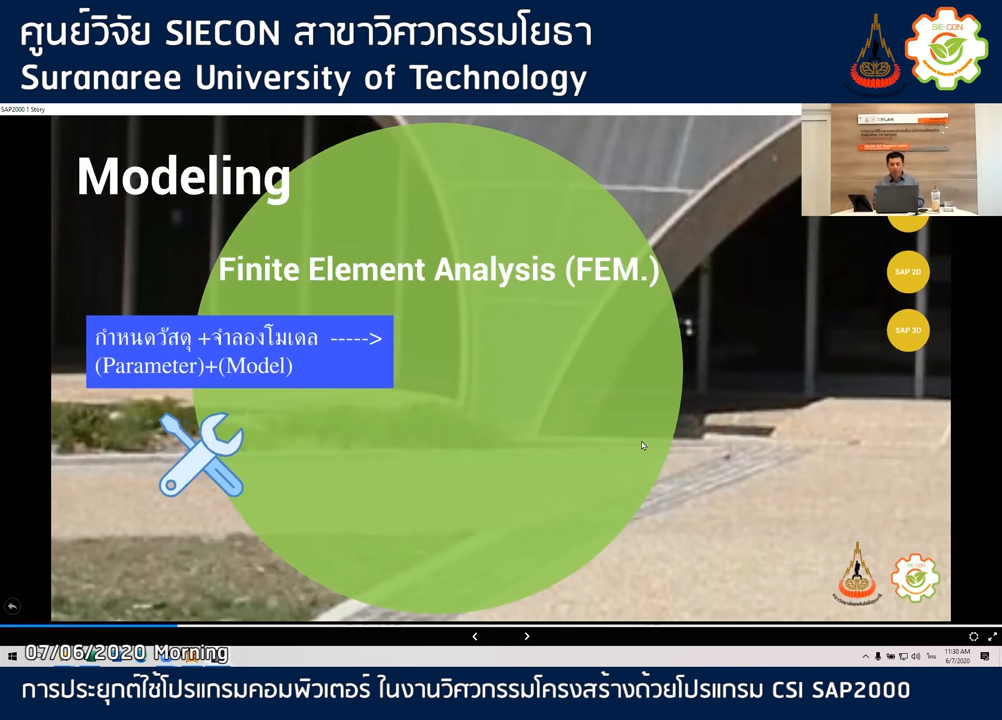 ศูนย์วิจัย SIECON สาขาวิศวกรรมโยธา
Suranaree University of Technology
SAP2000 1 Story
SIE-CON
Modeling
Finite Element Analysis (FEM.)
กำหนดวัสดุ +จำลองโมเดล ----->
(Parameter)+(Model)
SAP 2D
SAP 3D
07/06/2020 Morning
11:30 AM
6/7/2020
การประยุกต์ใช้โปรแกรมคอมพิวเตอร์ ในงานวิศวกรรมโครงสร้างด้วยโปรแกรม CSI SAP2000